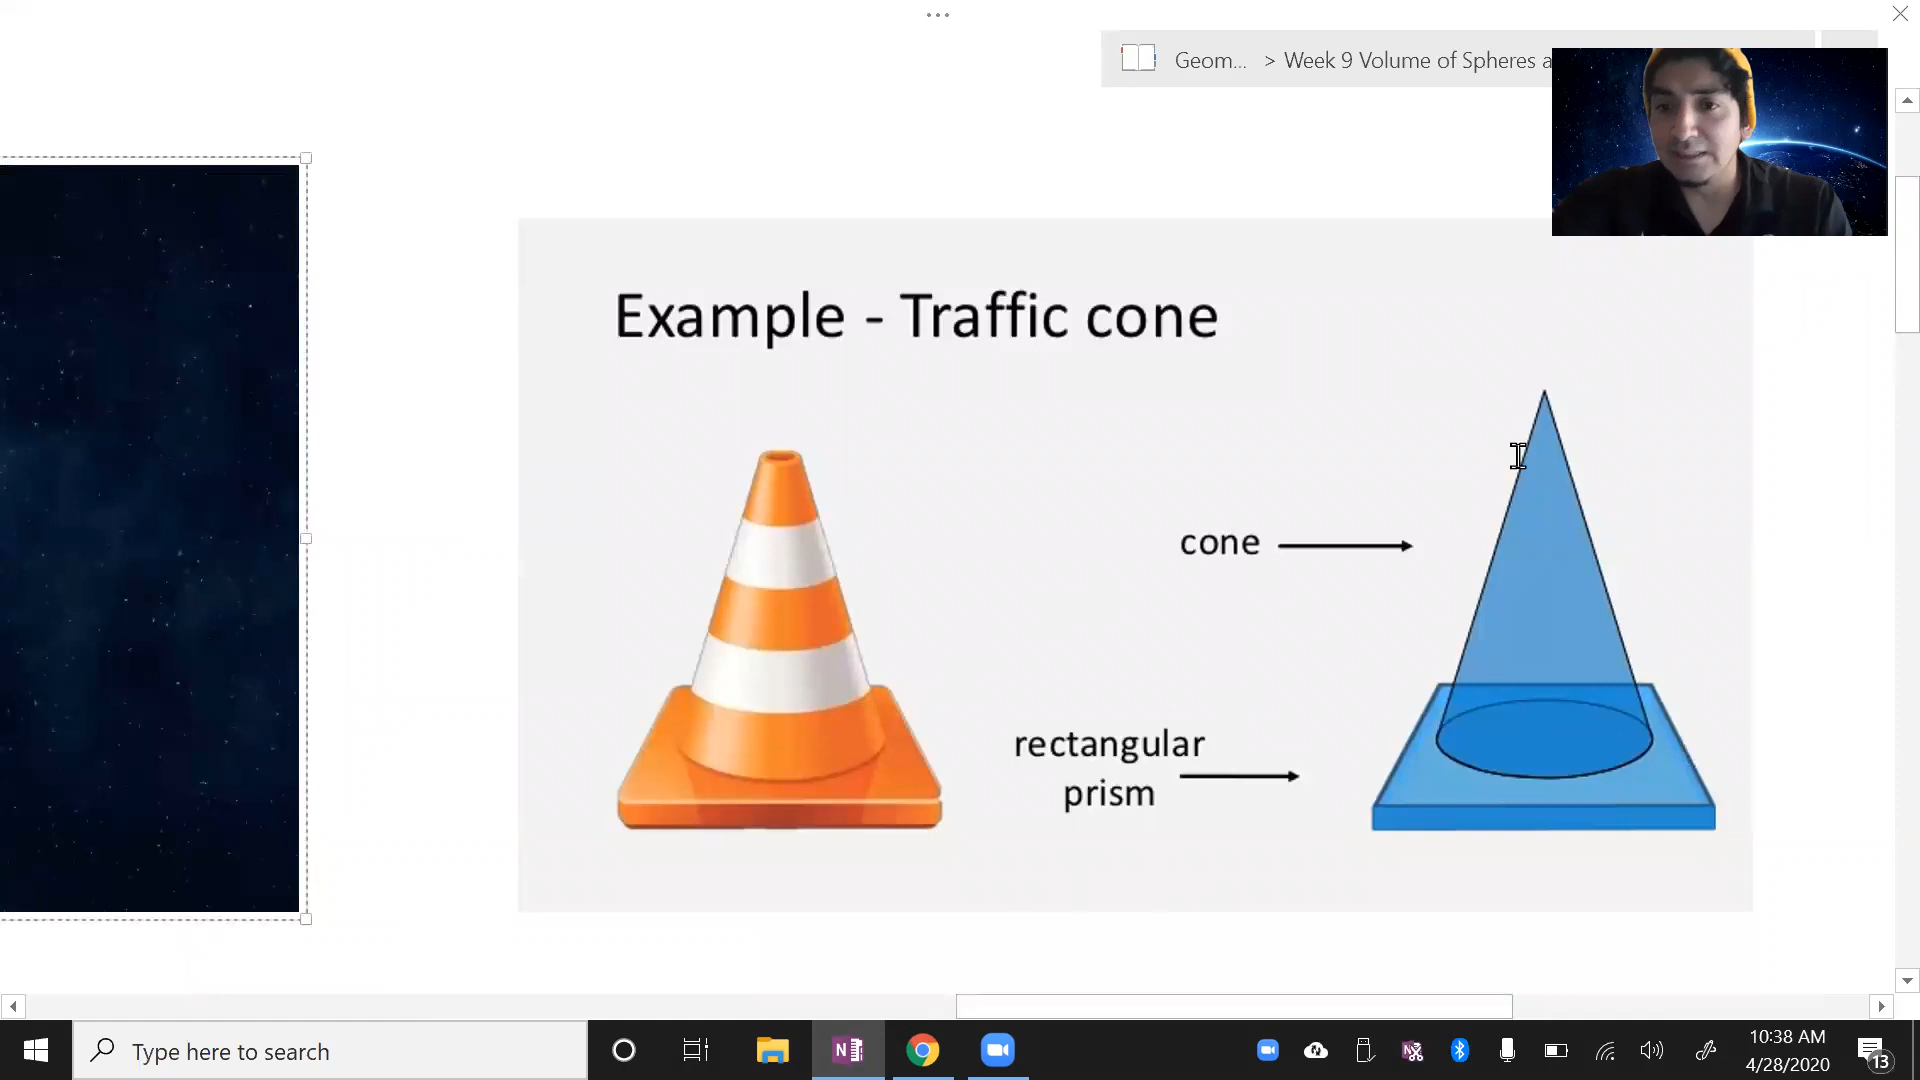 Geom... > Week 9 Volume of Spheres a
Example - Traffic cone
cone
rectangular
prism
Type here to search
N
10:38 AM
4/28/2020
13